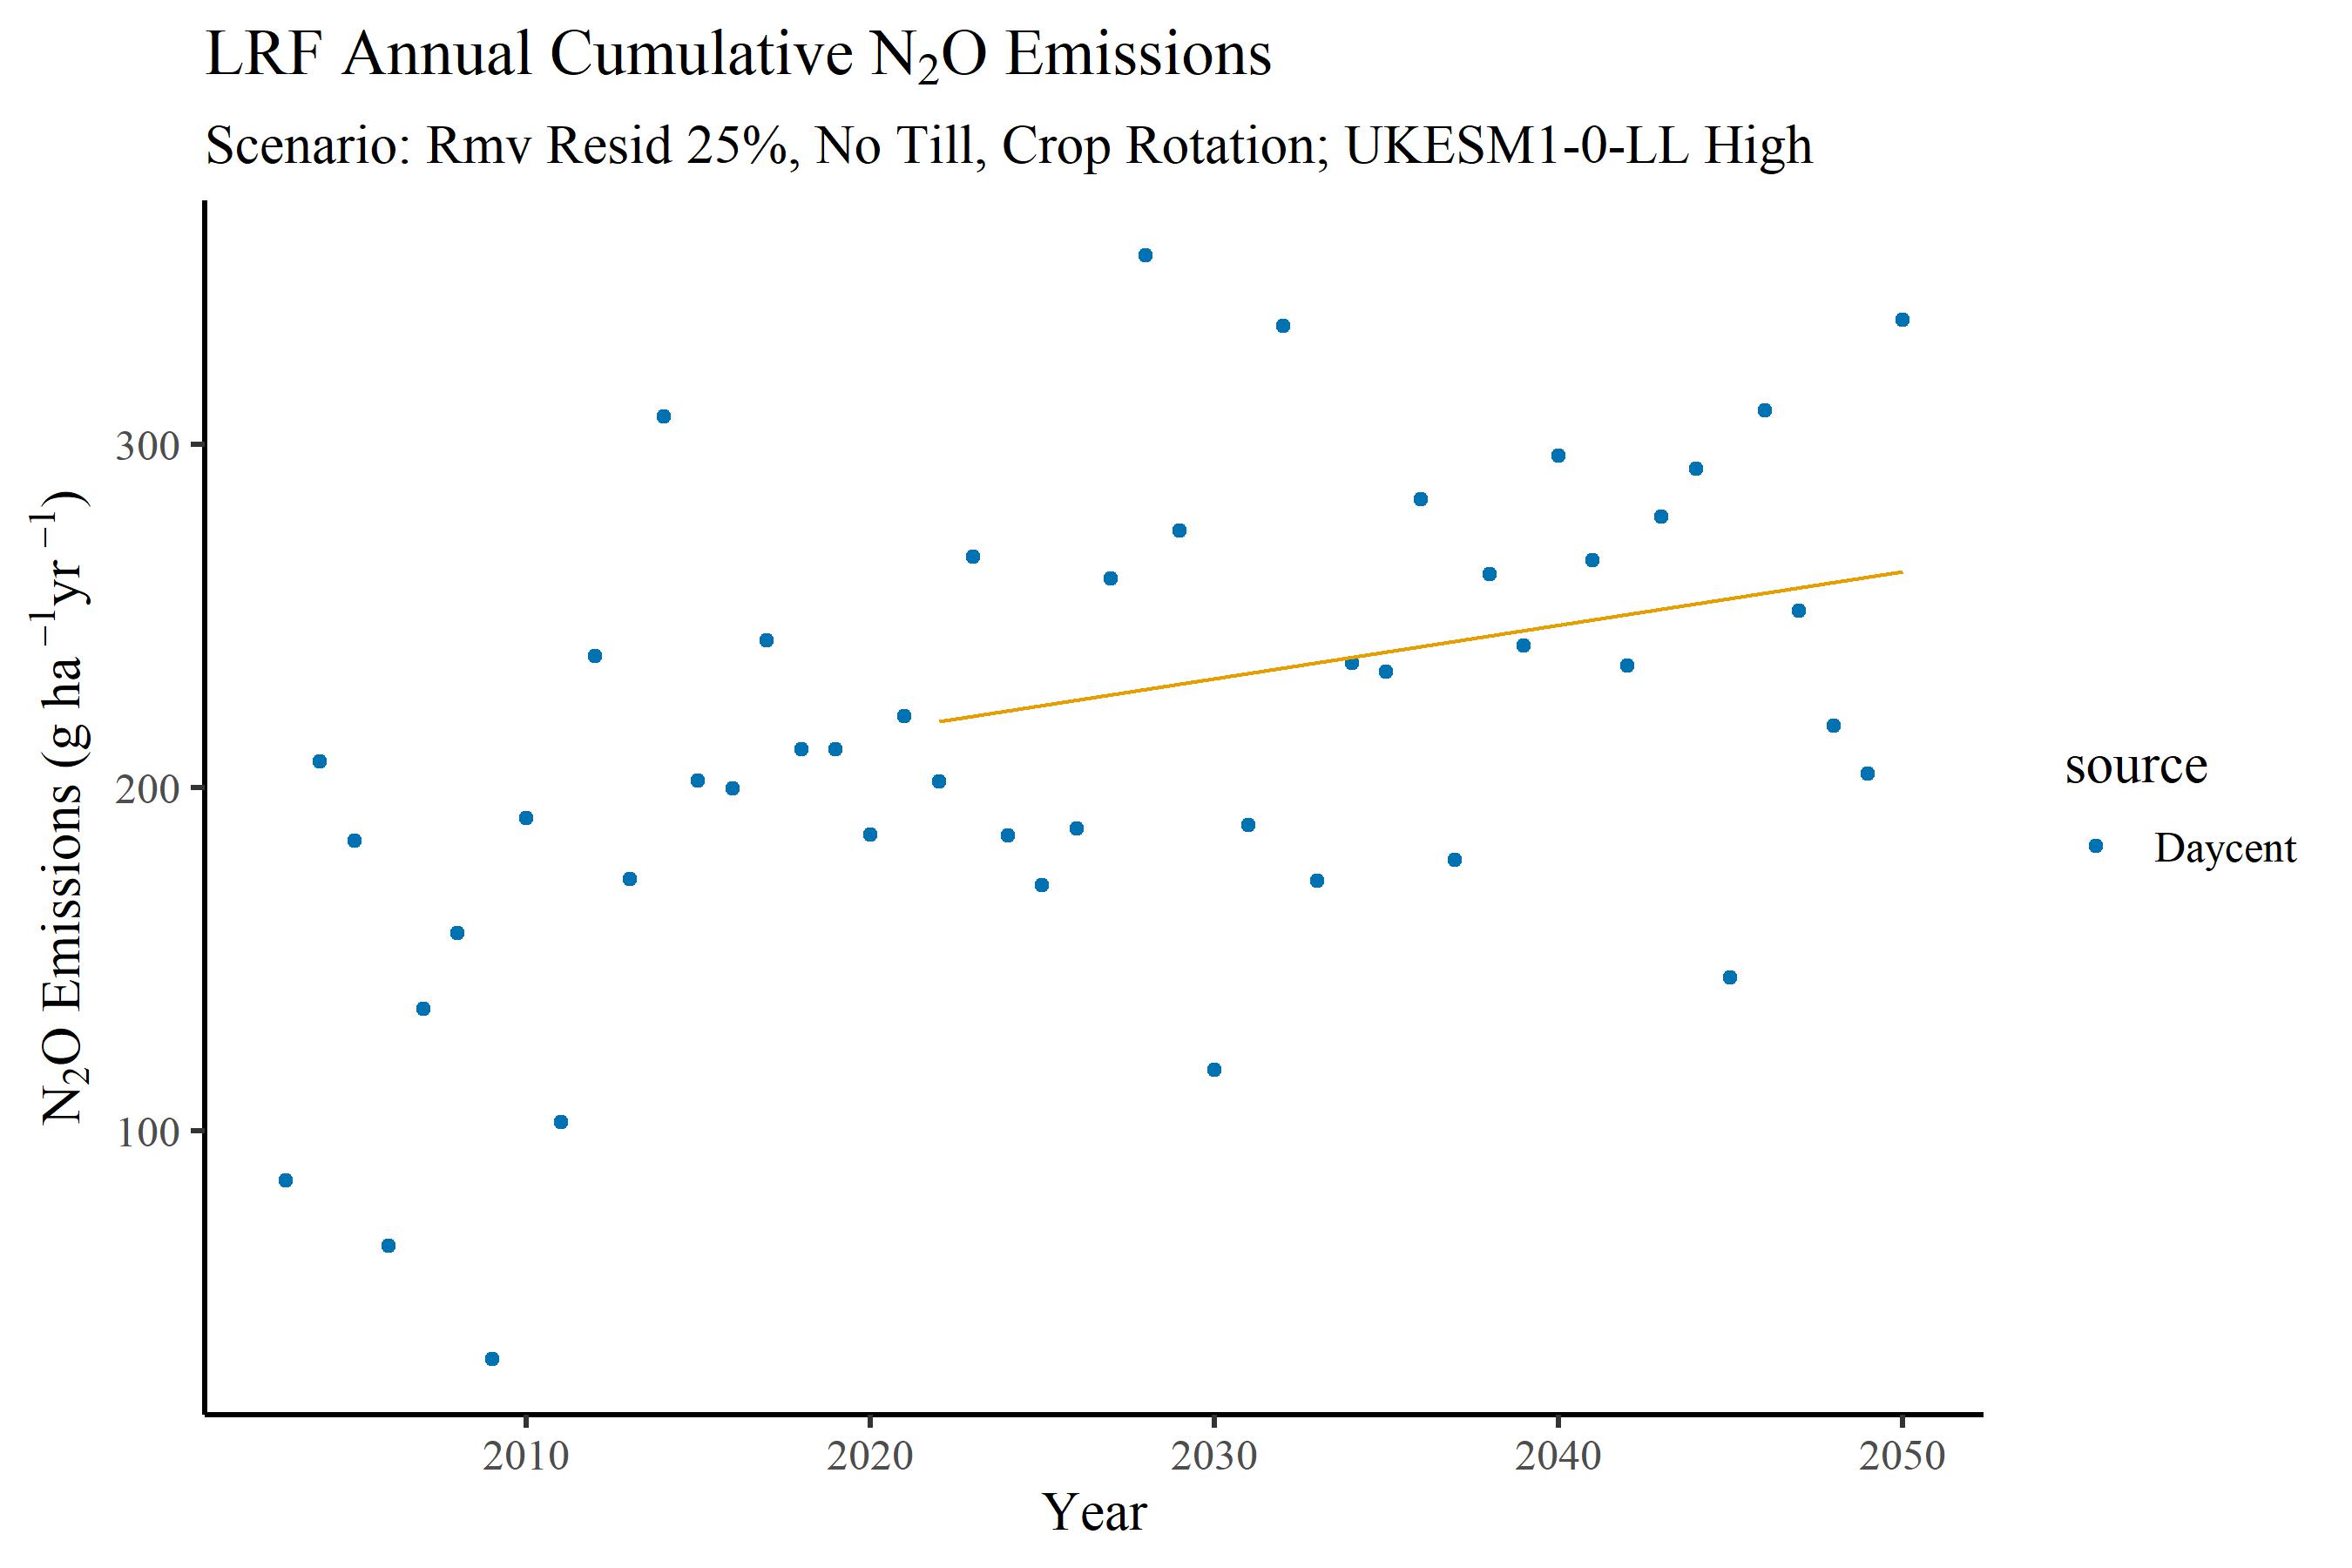 LRF Annual Cumulative N₂O Emissions
Scenario: Rmv Resid 25%, No Till, Crop Rotation; UKESM1-0-LL High
N₂O Emissions (g ha⁻¹yr⁻¹)
300
200
100
2010
2020
2030
2040
2050
Year
source
Daycent